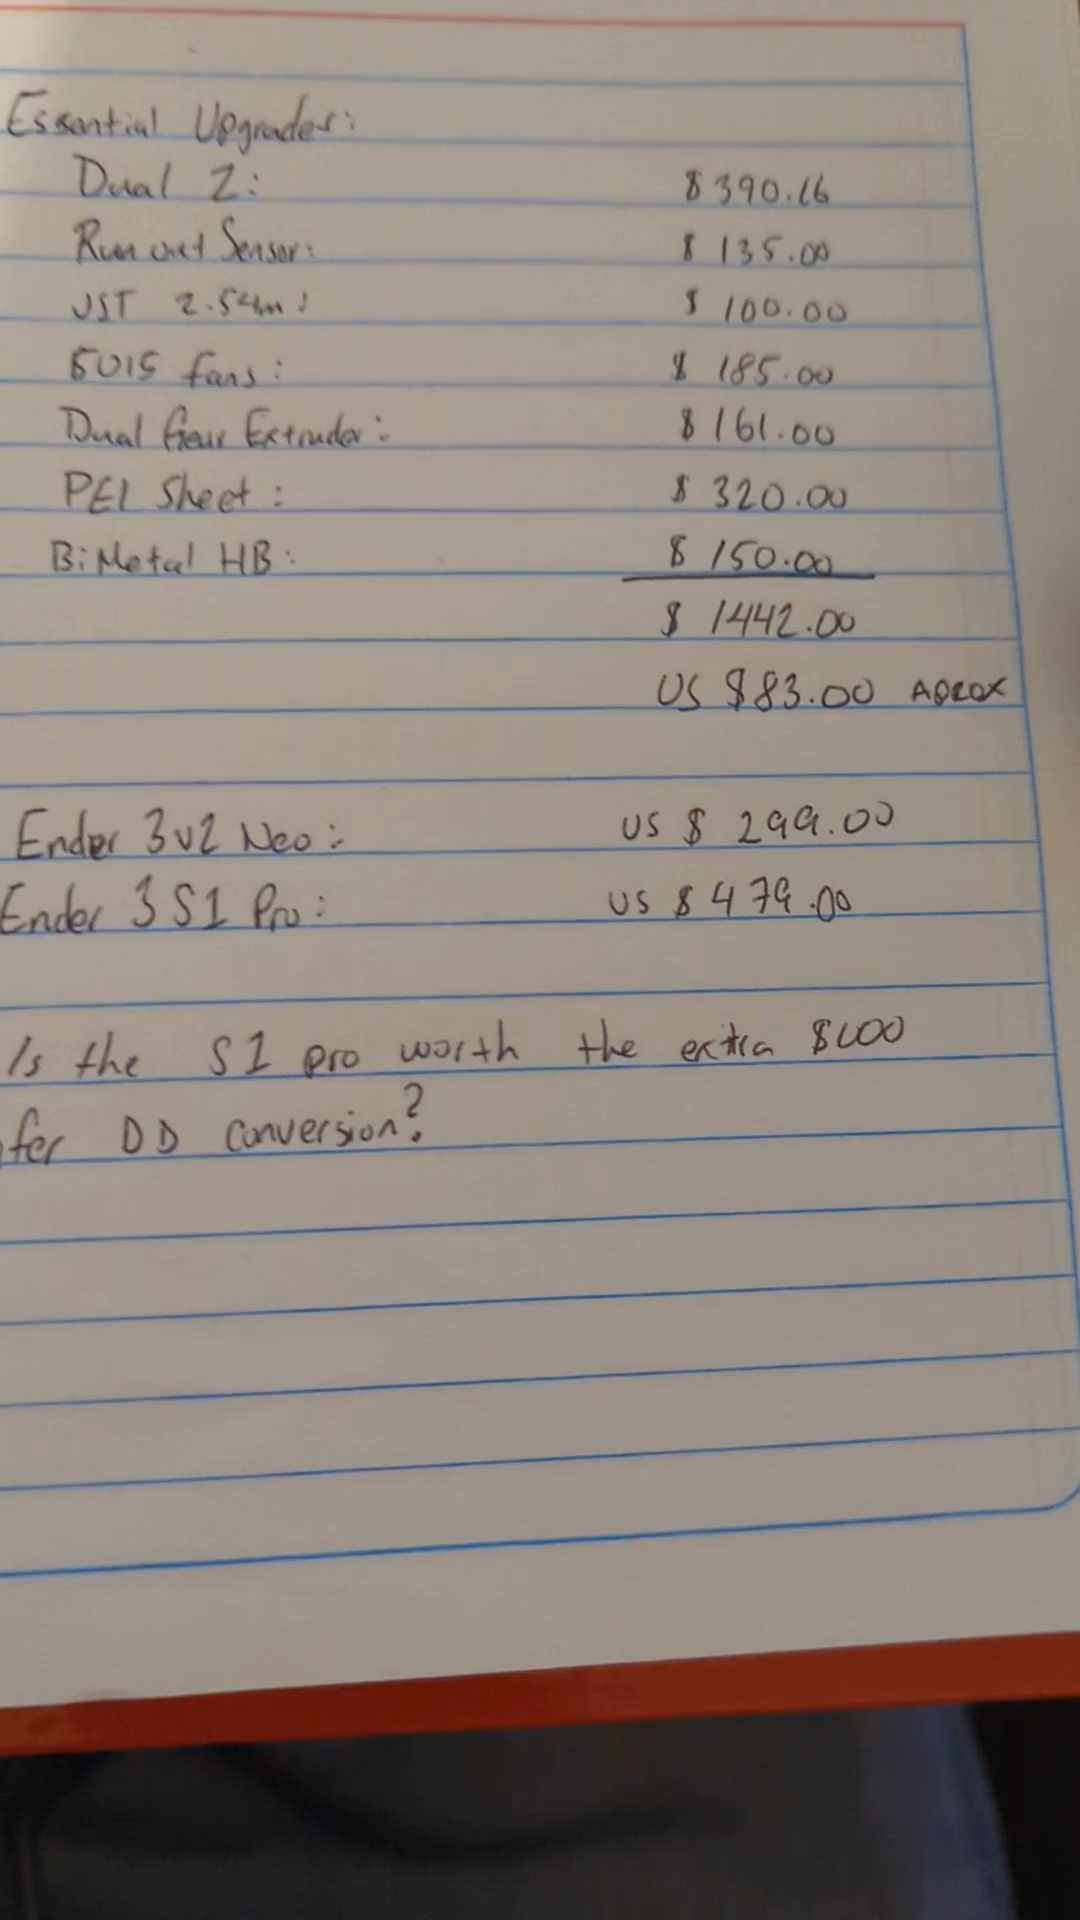 Essential Upgrades:
Dual Z: $ 390.16
Run out Sensor: $ 135.00
JST 2.54m: $ 100.00
5015 fans: $ 185.00
Dual Gear Extruder: $ 161.00
PEI Sheet: $ 320.00
BiMetal HB: $ 150.00
$ 1442.00
US $83.00 APROX
Ender 3v2 Neo: US $ 299.00
Ender 3 S1 Pro: US $ 479.00
Is the S1 pro worth the extra $100
for DD conversion?